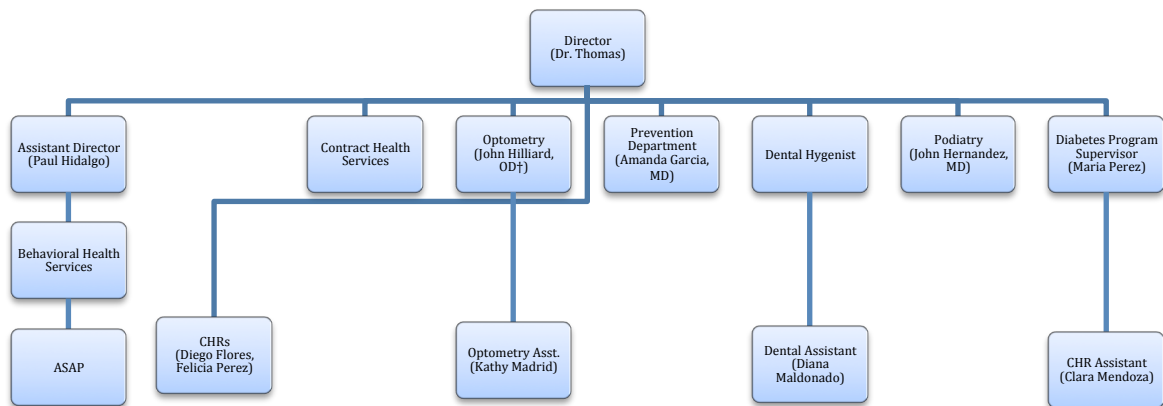 Director
(Dr. Thomas)
Assistant Director
(Paul Hidalgo)
Contract Health
Services
Optometry
(John Hilliard,
OD†)
Prevention
Department
(Amanda Garcia,
MD)
Dental Hygenist
Podiatry
(John Hernandez,
MD)
Diabetes Program
Supervisor
(Maria Perez)
Behavioral Health
Services
ASAP
CHRs
(Diego Flores,
Felicia Perez)
Optometry Asst.
(Kathy Madrid)
Dental Assistant
(Diana
Maldonado)
CHR Assistant
(Clara Mendoza)